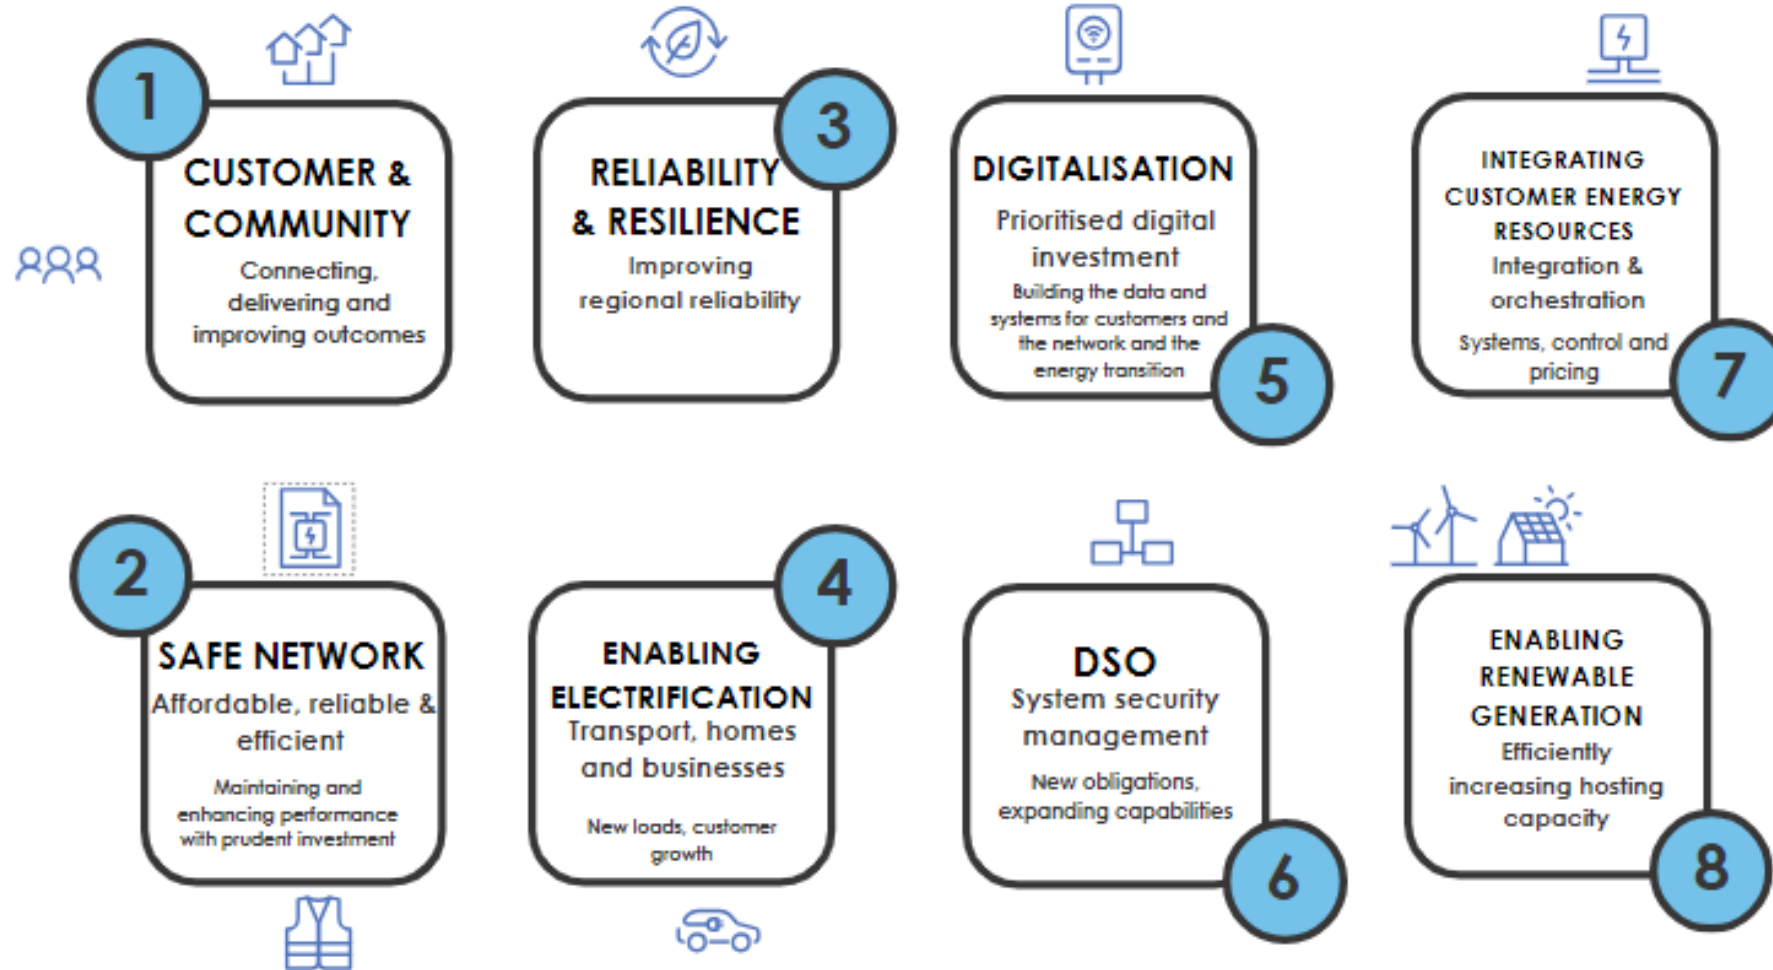 1
CUSTOMER &
COMMUNITY
Connecting,
delivering and
improving outcomes
2
SAFE NETWORK
Affordable, reliable &
efficient
Maintaining and
enhancing performance
with prudent investment
3
RELIABILITY
& RESILIENCE
Improving
regional reliability
4
ENABLING
ELECTRIFICATION
Transport, homes
and businesses
New loads, customer
growth
5
DIGITALISATION
Prioritised digital
investment
Building the data and
systems for customers and
the network and the
energy transition
6
DSO
System security
management
New obligations,
expanding capabilities
7
INTEGRATING
CUSTOMER ENERGY
RESOURCES
Integration &
orchestration
Systems, control and
pricing
8
ENABLING
RENEWABLE
GENERATION
Efficiently
increasing hosting
capacity